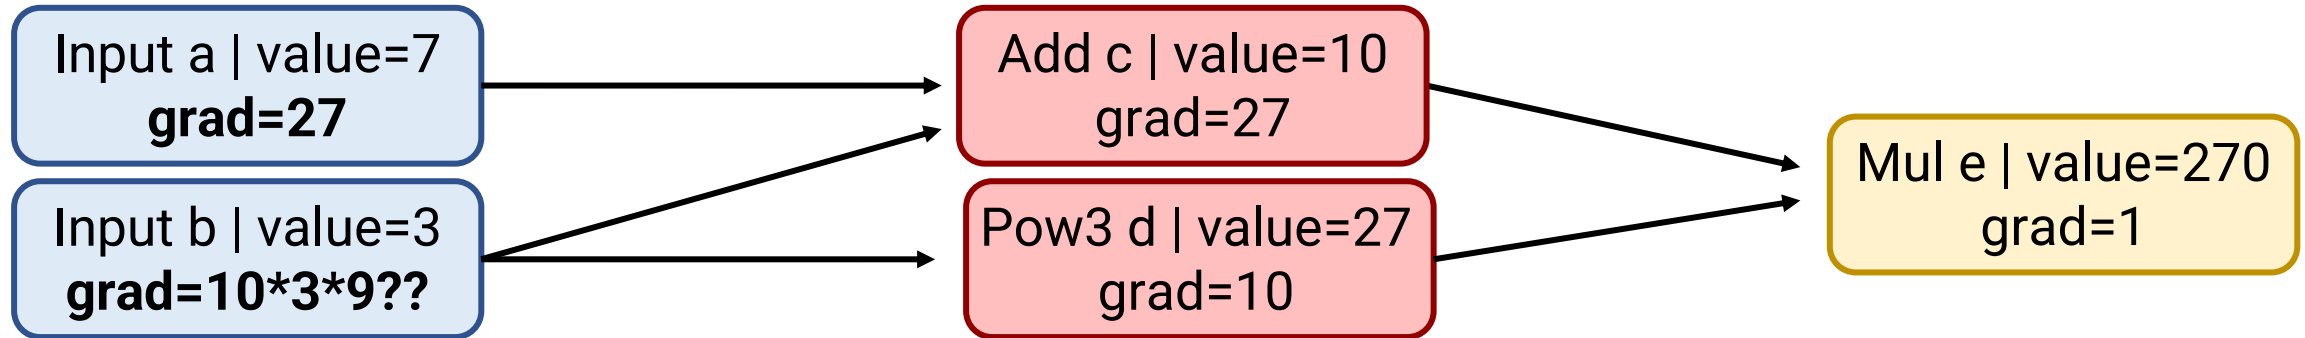 Input a | value=7
grad=27
Input b | value=3
grad=10*3*9??
Add c | value=10
grad=27
Pow3 d | value=27
grad=10
Mul e | value=270
grad=1